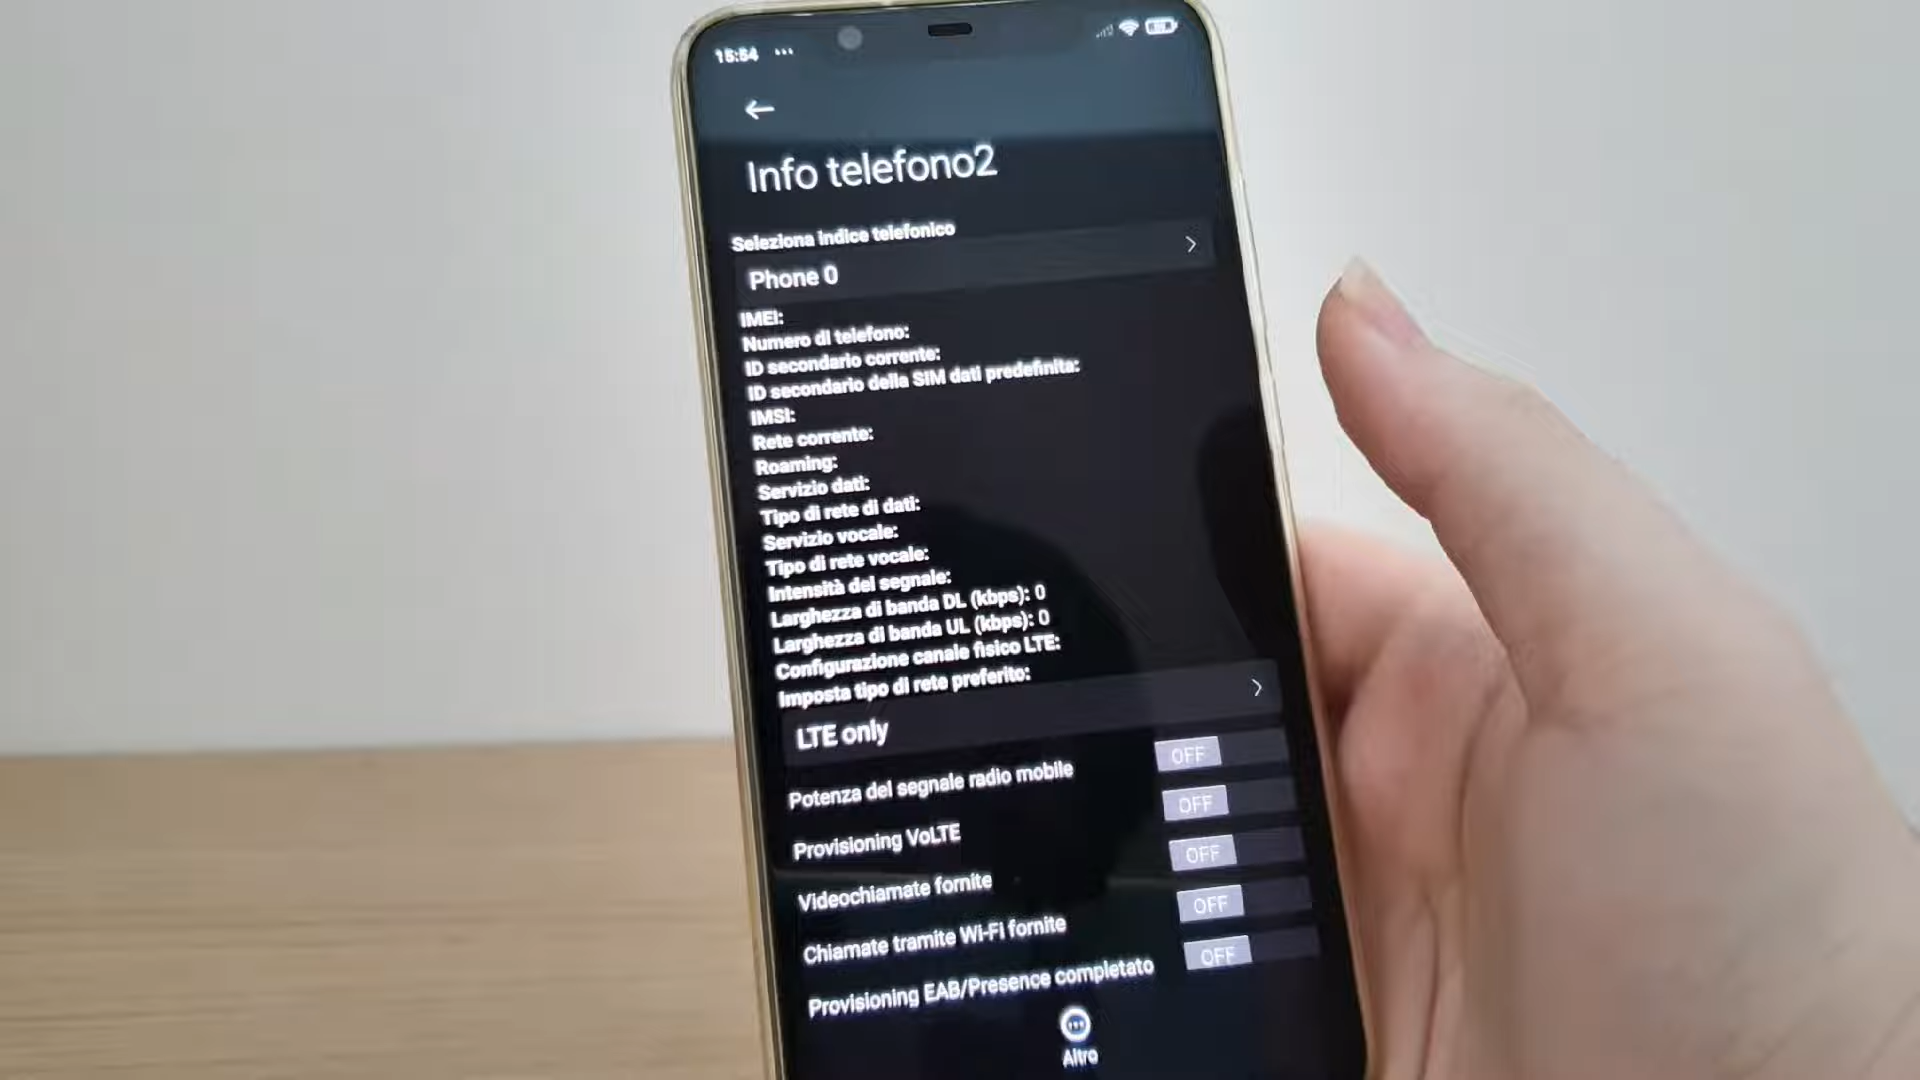 15:54 ...
Info telefono2
Seleziona indice telefonico
Phone 0
IMEI:
Numero di telefono:
ID secondario corrente:
ID secondario della SIM dati predefinita:
IMSI:
Rete corrente:
Roaming:
Servizio dati:
Tipo di rete di dati:
Servizio vocale:
Tipo di rete vocale:
Intensità del segnale:
Larghezza di banda DL (kbps): 0
Larghezza di banda UL (kbps): 0
Configurazione canale fisico LTE:
Imposta tipo di rete preferito:
LTE only
Potenza del segnale radio mobile OFF
Provisioning VoLTE OFF
Videochiamate fornite OFF
Chiamate tramite Wi-Fi fornite OFF
Provisioning EAB/Presence completato OFF
Altro